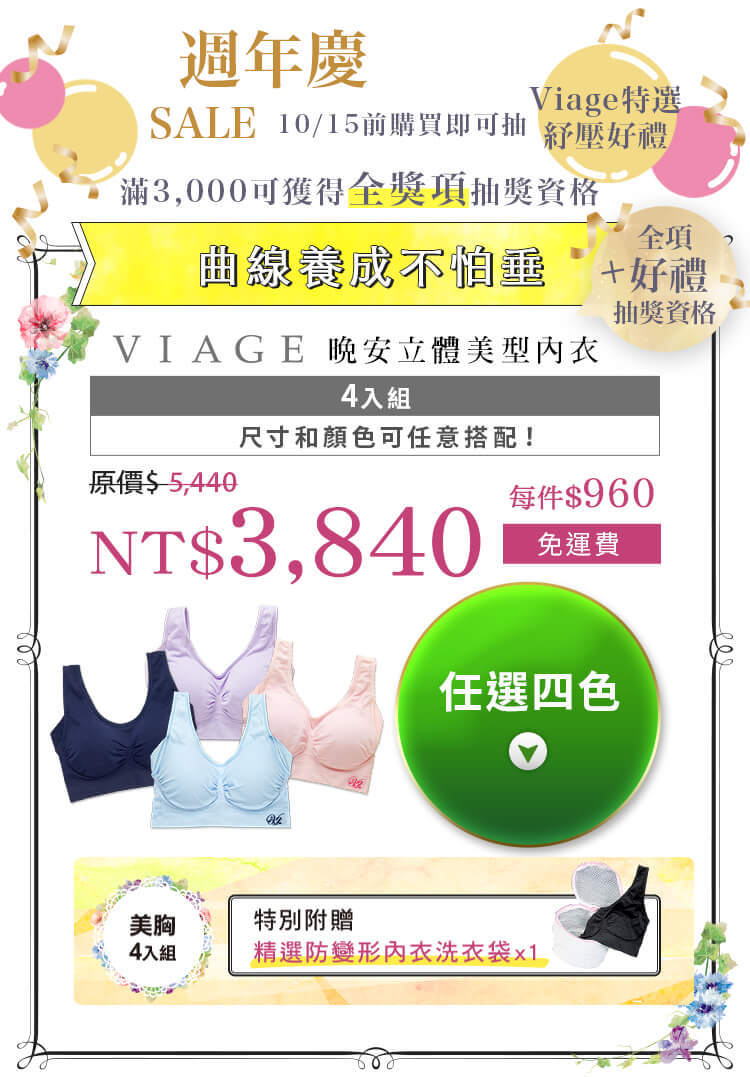 週年慶
SALE 10/15前購買即可抽
Viage特選
紓壓好禮
滿3,000可獲得全獎項抽獎資格
全項
+好禮
抽獎資格
曲線養成不怕垂
VIAGE 晚安立體美型內衣
4入組
尺寸和顏色可任意搭配！
原價$ 5,440
NT$3,840
每件$960
免運費
任選四色
美胸
4入組
特別附贈
精選防變形內衣洗衣袋x1